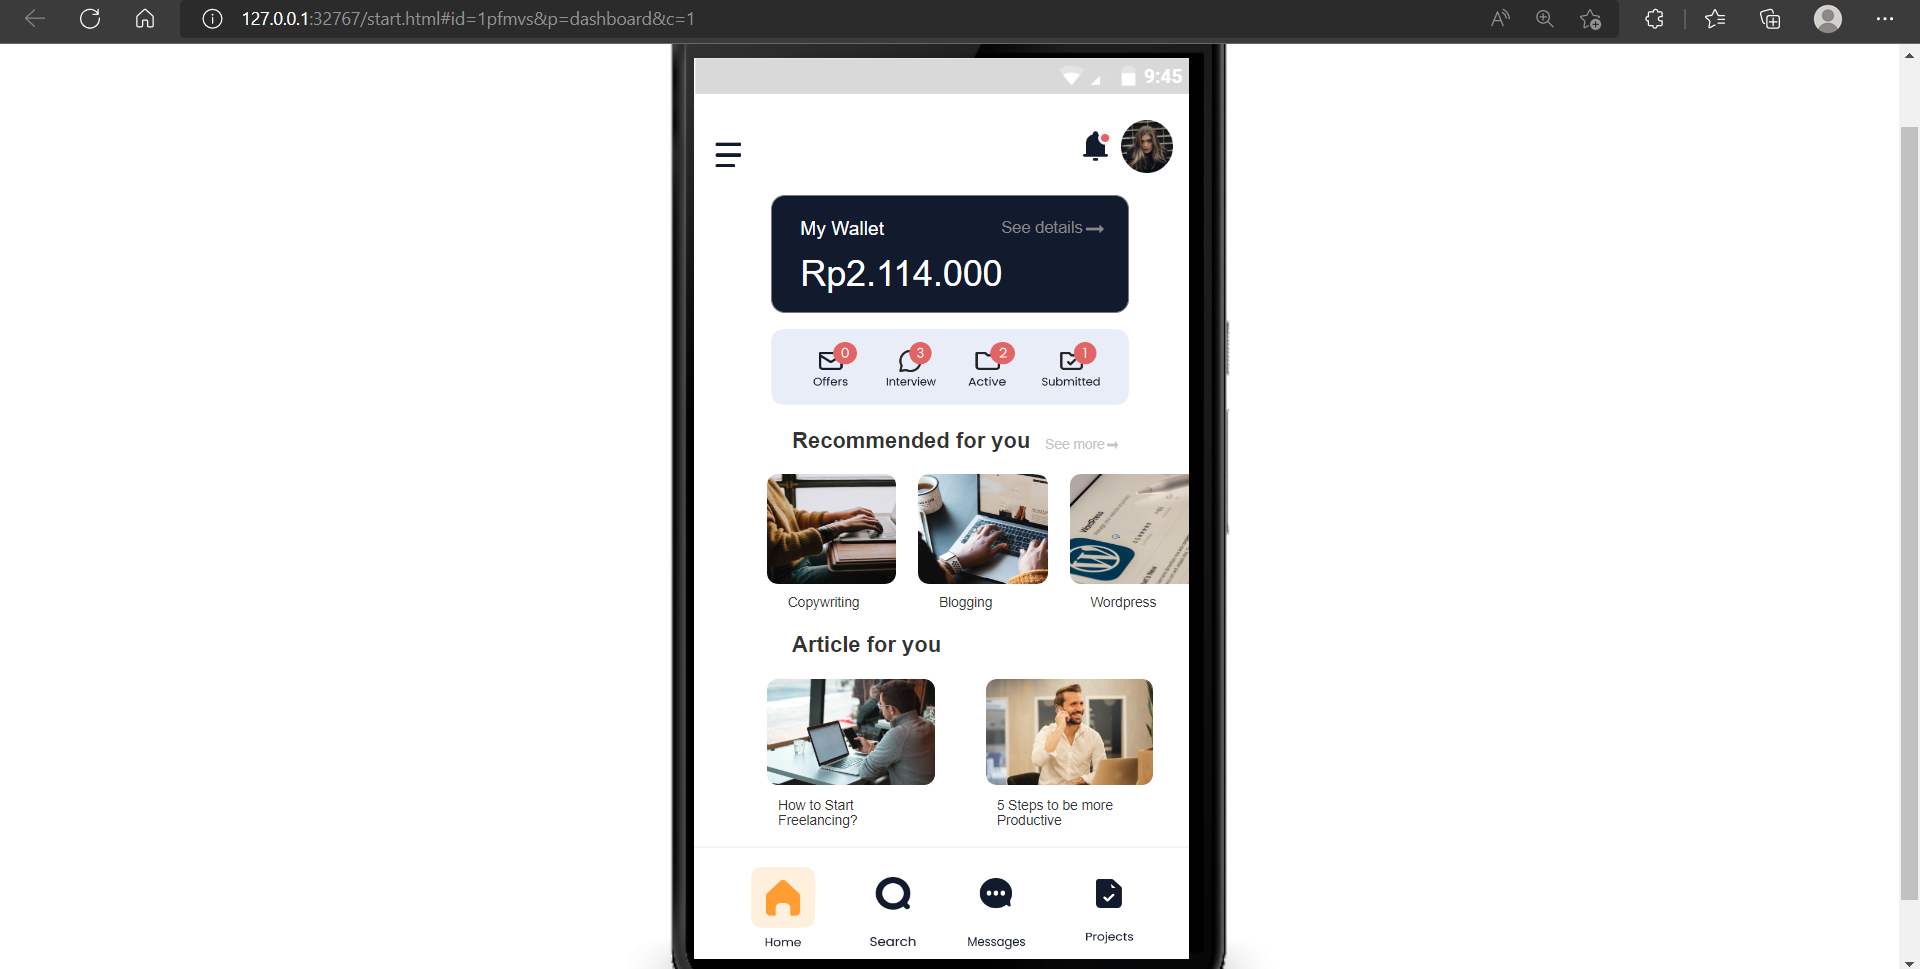 127.0.0.1:32767/start.html#id=1pfmvs&p=dashboard&c=1
9:45
My Wallet
See details
Rp2.114.000
0 3 2 1
Offers Interview Active Submitted
Recommended for you
See more
WordPress
Copywriting Blogging Wordpress
Article for you
How to Start
Freelancing?
5 Steps to be more
Productive
Home Search Messages Projects